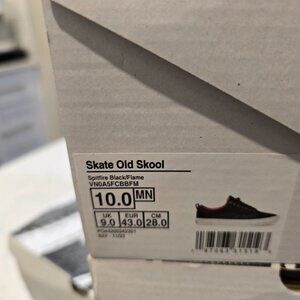 Skate Old Skool
Spitfire Black/Flame
VN0A5FCBBFM
10.0 MN
UK EUR CM
9.0 43.0 28.0